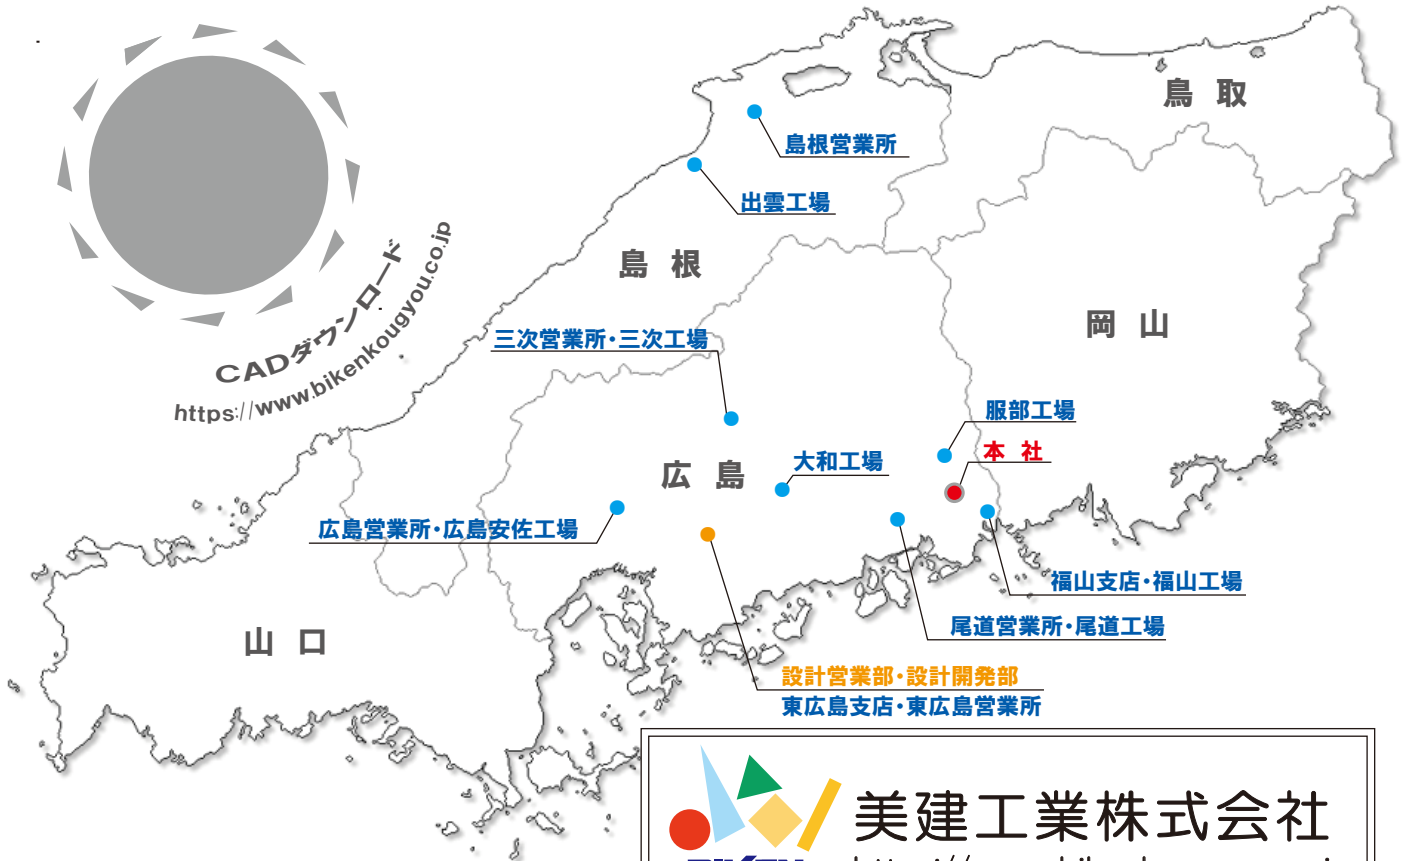 鳥取
島根営業所
出雲工場
島根
CADダウンロード
https://www.bikenkougyou.co.jp
三次営業所・三次工場
岡山
服部工場
本社
大和工場
広島
広島営業所・広島安佐工場
福山支店・福山工場
尾道営業所・尾道工場
山口
設計営業部・設計開発部
東広島支店・東広島営業所
美建工業株式会社